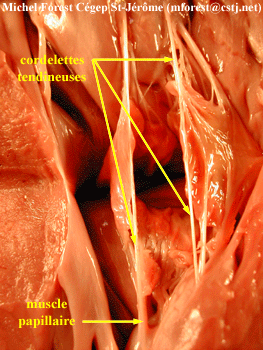 Michel Forest Cégep St-Jérôme (mforest@cstj.net)
cordelettes
tendineuses
muscle
papillaire